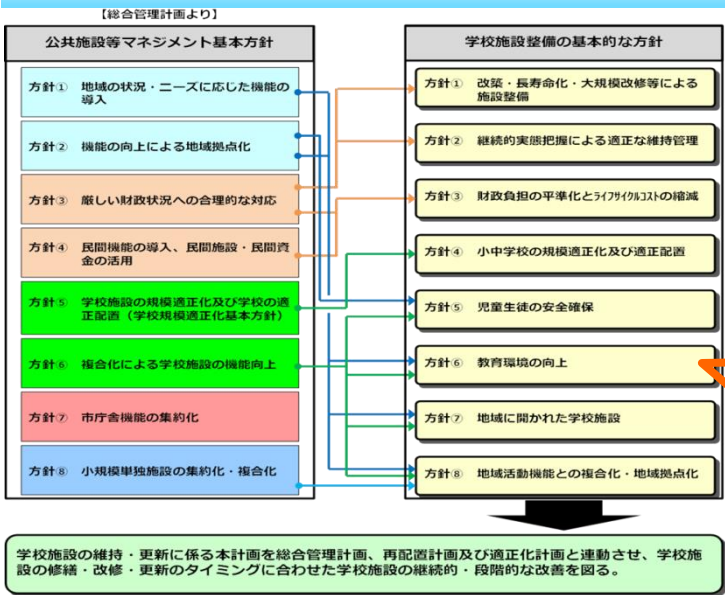 【総合管理計画より】
公共施設等マネジメント基本方針
方針① 地域の状況・ニーズに応じた機能の
導入
方針② 機能の向上による地域拠点化
方針③ 厳しい財政状況への合理的な対応
方針④ 民間機能の導入、民間施設・民間資
金の活用
方針⑤ 学校施設の規模適正化及び学校の適
正配置（学校規模適正化基本方針）
方針⑥ 複合化による学校施設の機能向上
方針⑦ 市庁舎機能の集約化
方針⑧ 小規模単独施設の集約化・複合化
学校施設整備の基本的な方針
方針① 改築・長寿命化・大規模改修等による
施設整備
方針② 継続的実態把握による適正な維持管理
方針③ 財政負担の平準化とﾗｲﾌｻｲｸﾙｺｽﾄの縮減
方針④ 小中学校の規模適正化及び適正配置
方針⑤ 児童生徒の安全確保
方針⑥ 教育環境の向上
方針⑦ 地域に開かれた学校施設
方針⑧ 地域活動機能との複合化・地域拠点化
学校施設の維持・更新に係る本計画を総合管理計画、再配置計画及び適正化計画と連動させ、学校施
設の修繕・改修・更新のタイミングに合わせた学校施設の継続的・段階的な改善を図る。